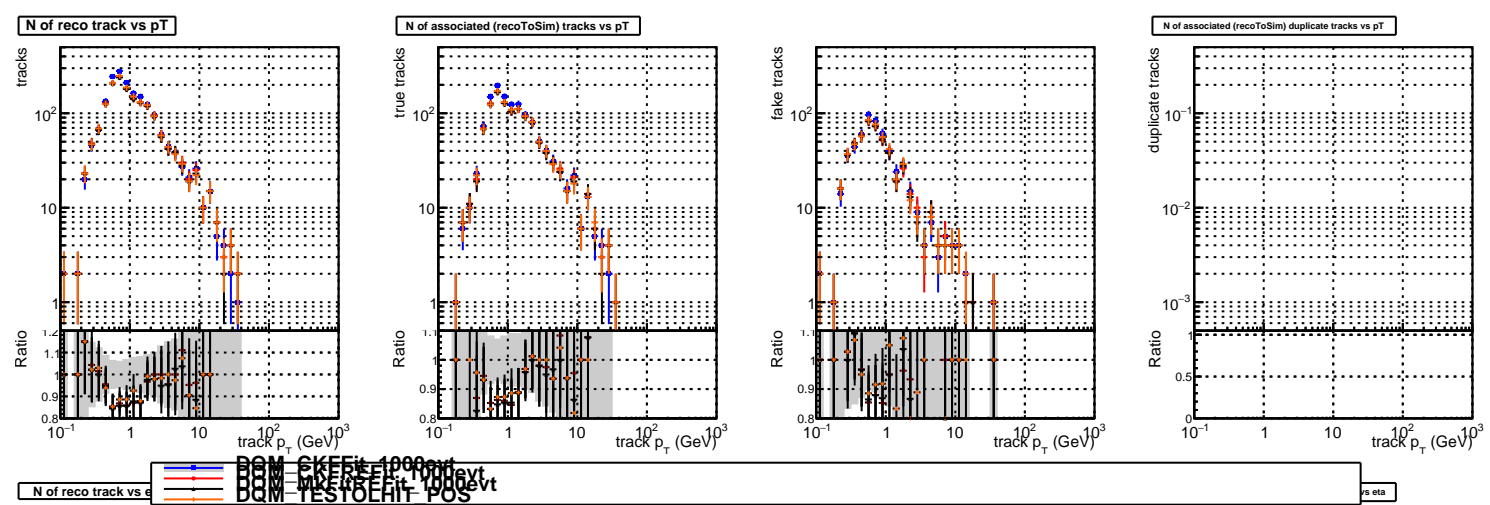 N of reco track vs pT
N of associated (recoToSim) tracks vs pT
N of associated (recoToSim) duplicate tracks vs pT
tracks
10²
10
1
Ratio
1.2
1.1
1
0.9
0.8
10⁻¹ 1 10 10² 10³
track p_T (GeV)
true tracks
10²
10
1
Ratio
1.1
1
0.9
0.8
10⁻¹ 1 10 10² 10³
track p_T (GeV)
fake tracks
10²
10
1
Ratio
1.1
1
0.9
0.8
10⁻¹ 1 10 10² 10³
track p_T (GeV)
duplicate tracks
10⁻¹
10⁻²
10⁻³
Ratio
1
0.5
0
10⁻¹ 1 10 10² 10³
track p_T (GeV)
DQM_CKFFit_1000evt
DQM_CKFREFit_1000evt
DQM_MKFitREFit_1000evt
DQM_TESTOLHIT_POS
N of reco track vs e
vs eta